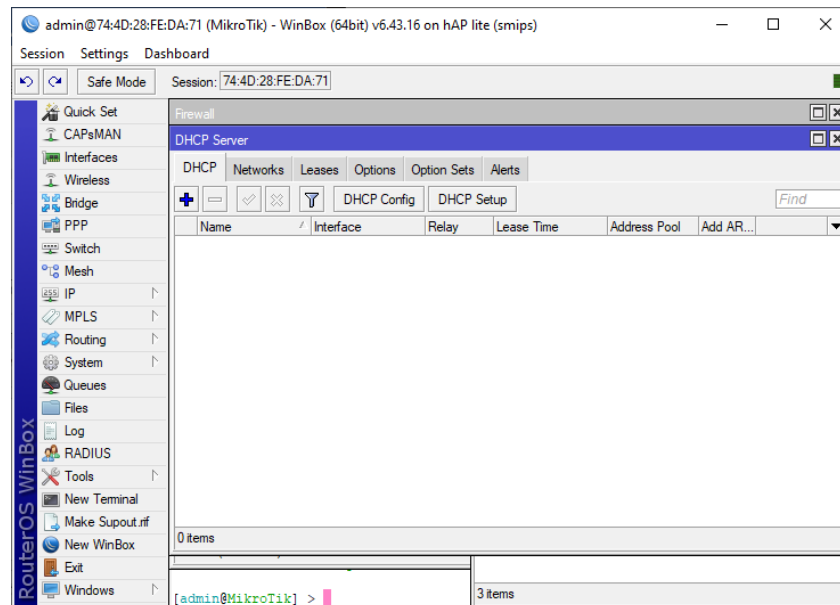 admin@74:4D:28:FE:DA:71 (MikroTik) - WinBox (64bit) v6.43.16 on hAP lite (smips)
Session Settings Dashboard
Safe Mode Session: 74:4D:28:FE:DA:71
RouterOS WinBox
Quick Set
CAPsMAN
Interfaces
Wireless
Bridge
PPP
Switch
Mesh
255 IP
MPLS
Routing
System
Queues
Files
Log
RADIUS
Tools
New Terminal
Make Supout.rif
New WinBox
Exit
Windows
Firewall
DHCP Server
DHCP Networks Leases Options Option Sets Alerts
DHCP Config DHCP Setup Find
Name Interface Relay Lease Time Address Pool Add AR...
0 items
[admin@MikroTik] >
3 items